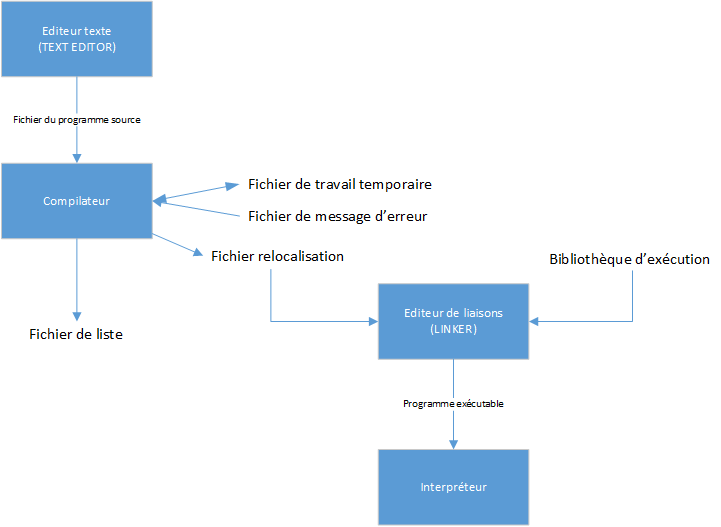 Editeur texte
(TEXT EDITOR)
Fichier du programme source
Compilateur
Fichier de travail temporaire
Fichier de message d'erreur
Fichier relocalisation
Bibliothèque d'exécution
Fichier de liste
Editeur de liaisons
(LINKER)
Programme exécutable
Interpréteur